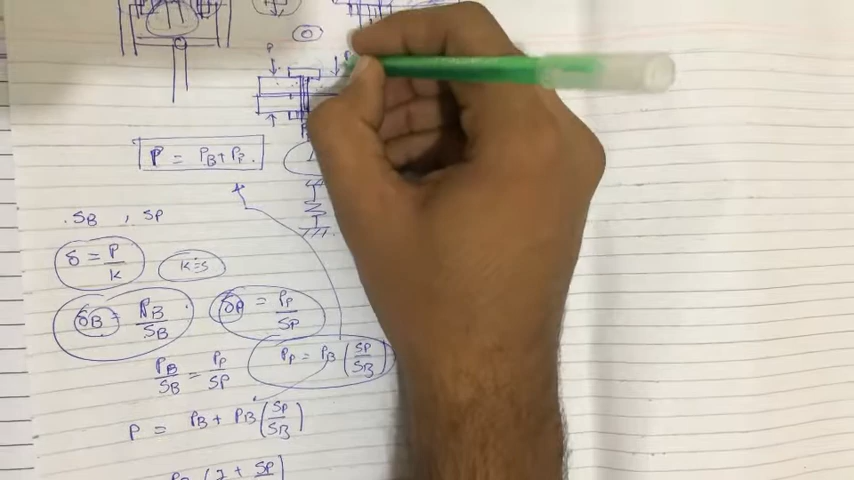 P P
P = PB + PP.
.SB , SP
δ = P/K K≡S
δB = PB/SB δP = PP/SP
PB/SB = PP/SP PP = PB (SP/SB)
P = PB + PB (SP/SB)